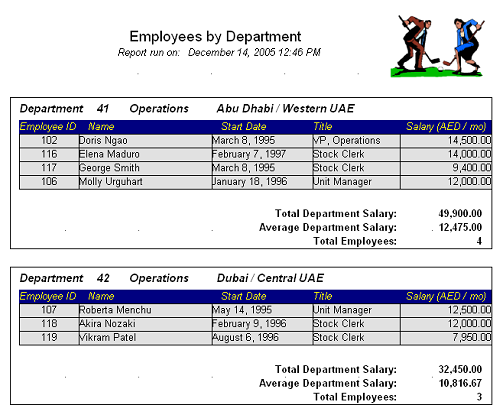 Employees by Department
Report run on: December 14, 2005 12:46 PM
Department 41 Operations Abu Dhabi / Western UAE
Employee ID Name Start Date Title Salary (AED / mo)
102 Doris Ngao March 8, 1995 VP, Operations 14,500.00
116 Elena Maduro February 7, 1997 Stock Clerk 14,000.00
117 George Smith March 8, 1995 Stock Clerk 9,400.00
106 Molly Urguhart January 18, 1996 Unit Manager 12,000.00
Total Department Salary: 49,900.00
Average Department Salary: 12,475.00
Total Employees: 4
Department 42 Operations Dubai / Central UAE
Employee ID Name Start Date Title Salary (AED / mo)
107 Roberta Menchu May 14, 1995 Unit Manager 12,500.00
118 Akira Nozaki February 9, 1996 Stock Clerk 12,000.00
119 Vikram Patel August 6, 1996 Stock Clerk 7,950.00
Total Department Salary: 32,450.00
Average Department Salary: 10,816.67
Total Employees: 3